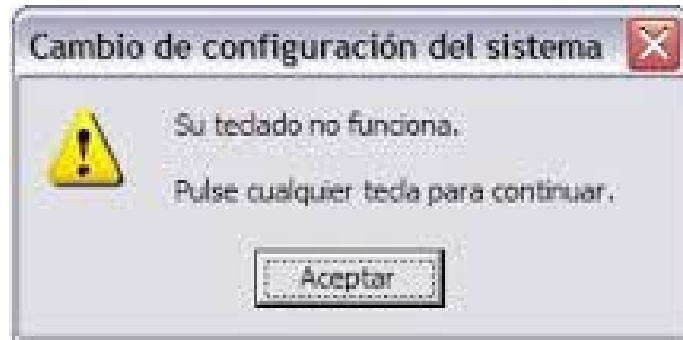 Cambio de configuración del sistema
Su teclado no funciona.
Pulse cualquier tecla para continuar.
Aceptar